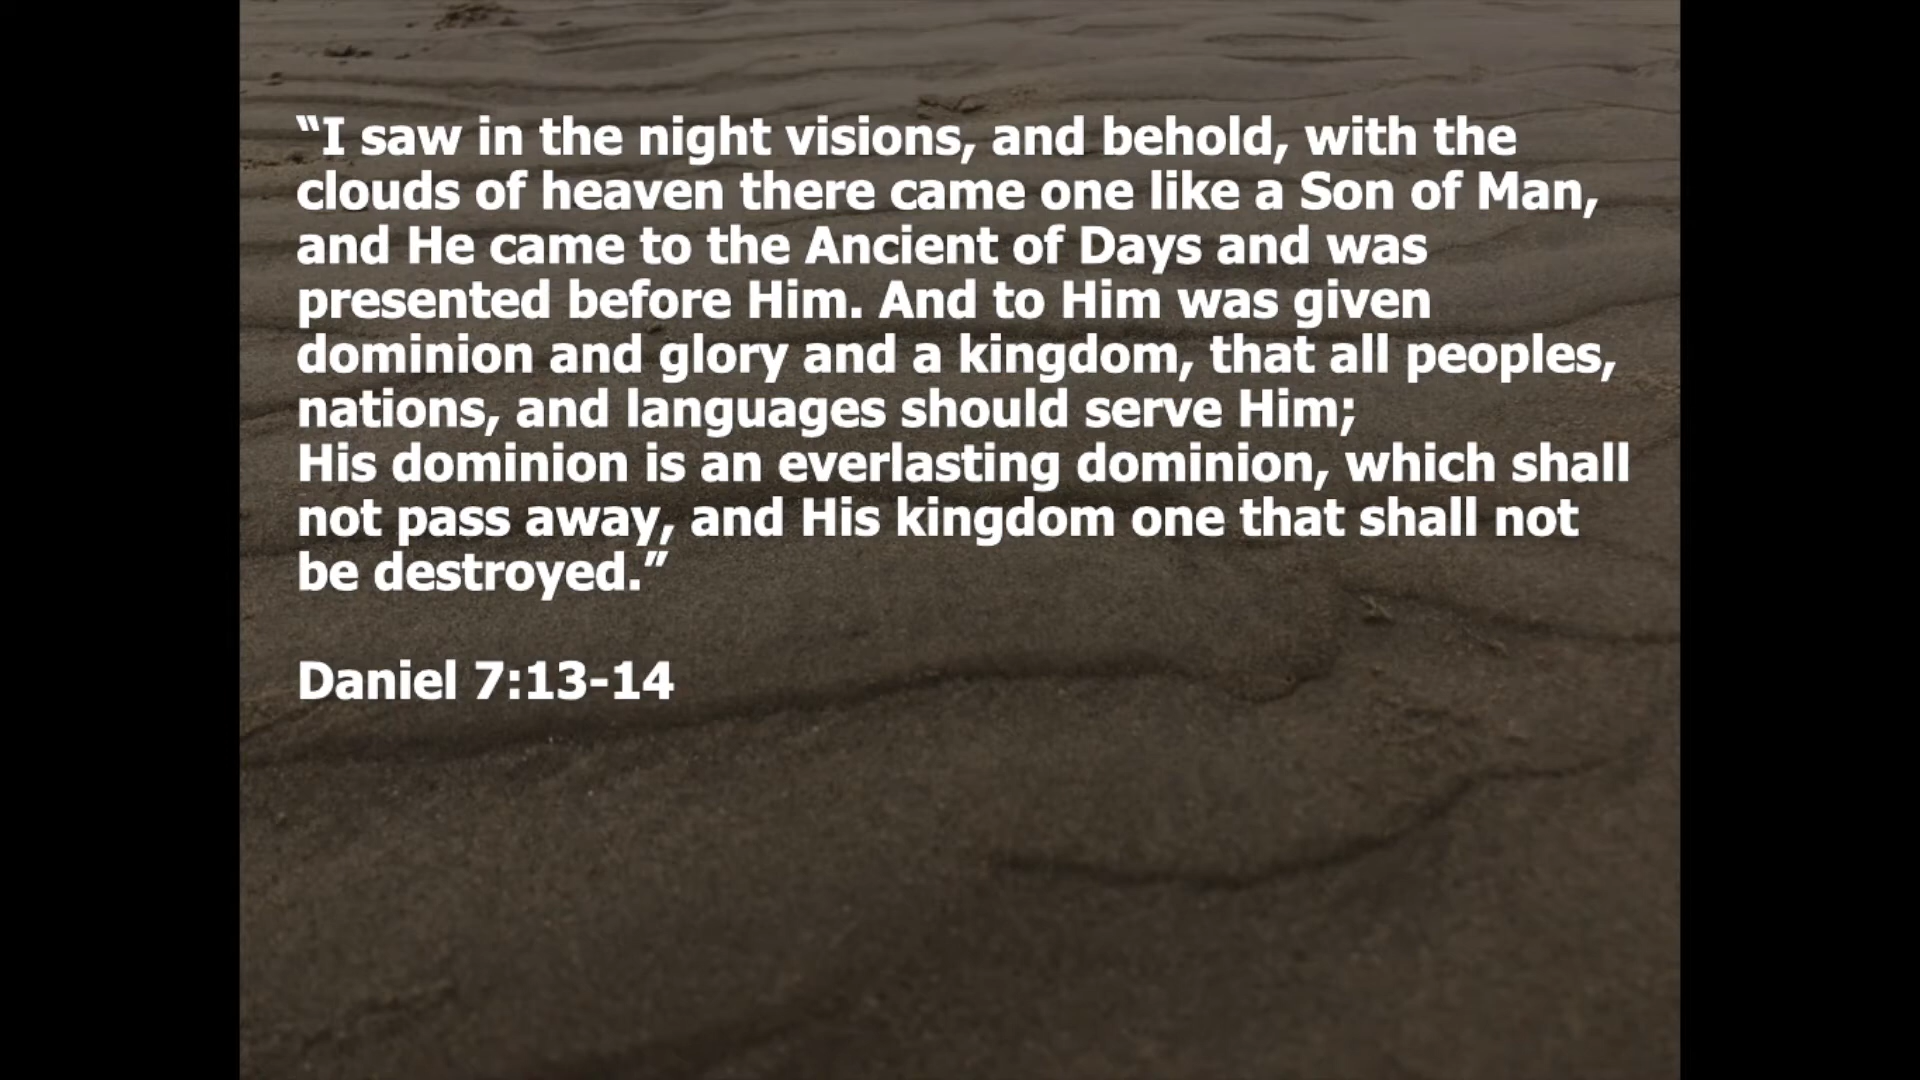 “I saw in the night visions, and behold, with the
clouds of heaven there came one like a Son of Man,
and He came to the Ancient of Days and was
presented before Him. And to Him was given
dominion and glory and a kingdom, that all peoples,
nations, and languages should serve Him;
His dominion is an everlasting dominion, which shall
not pass away, and His kingdom one that shall not
be destroyed.”
Daniel 7:13-14